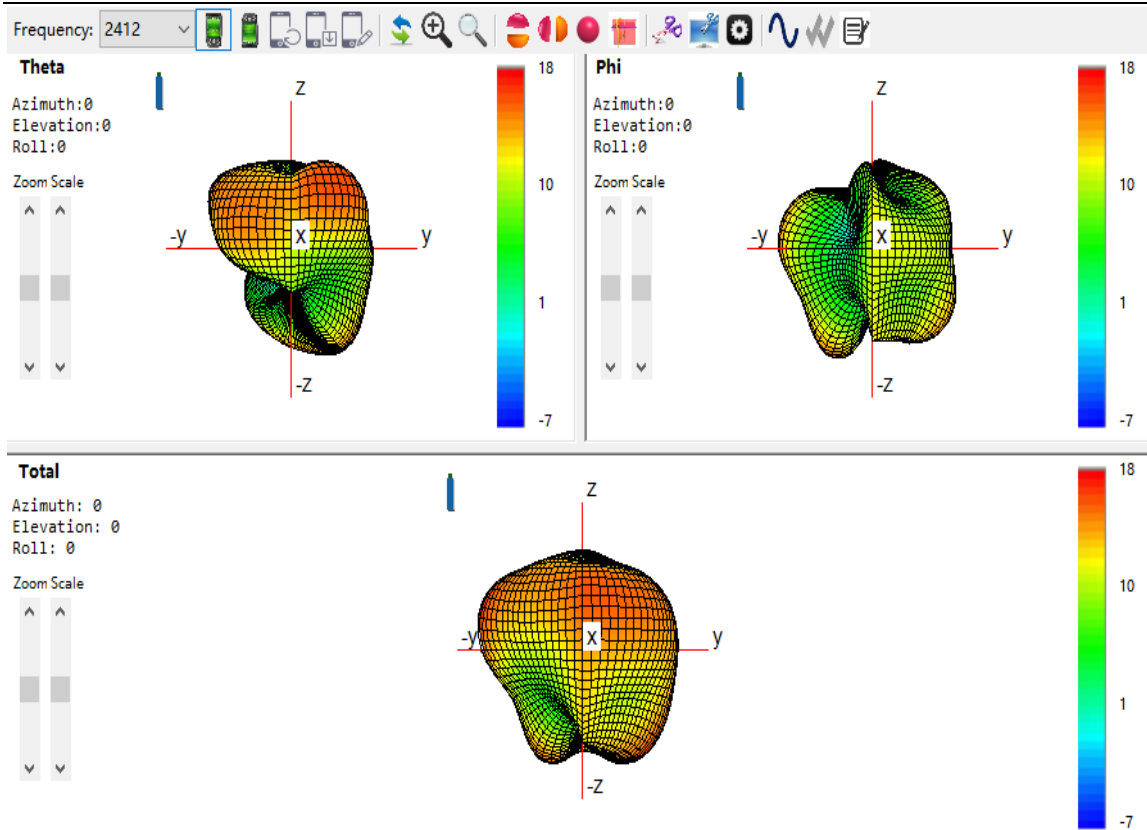 Frequency: 2412
Theta
Azimuth:0
Elevation:0
Roll:0
Zoom Scale
z
-y
X
y
-z
18
10
1
-7
Phi
Azimuth:0
Elevation:0
Roll:0
Zoom Scale
z
-y
X
y
-z
18
10
1
-7
Total
Azimuth: 0
Elevation: 0
Roll: 0
Zoom Scale
z
-y
X
y
-z
18
10
1
-7